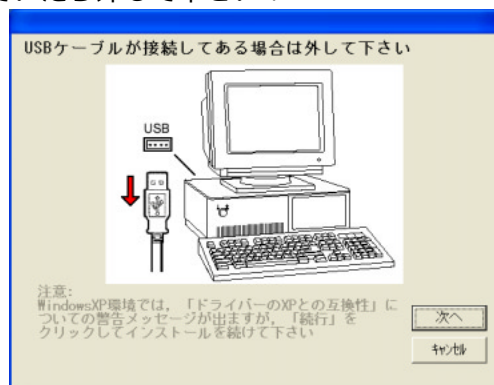 USBケーブルが接続してある場合は外して下さい
USB
注意:
WindowsXP環境では，「ドライバーのXPとの互換性」に
ついての警告メッセージが出ますが，「続行」を
クリックしてインストールを続けて下さい
次へ
キャンセル